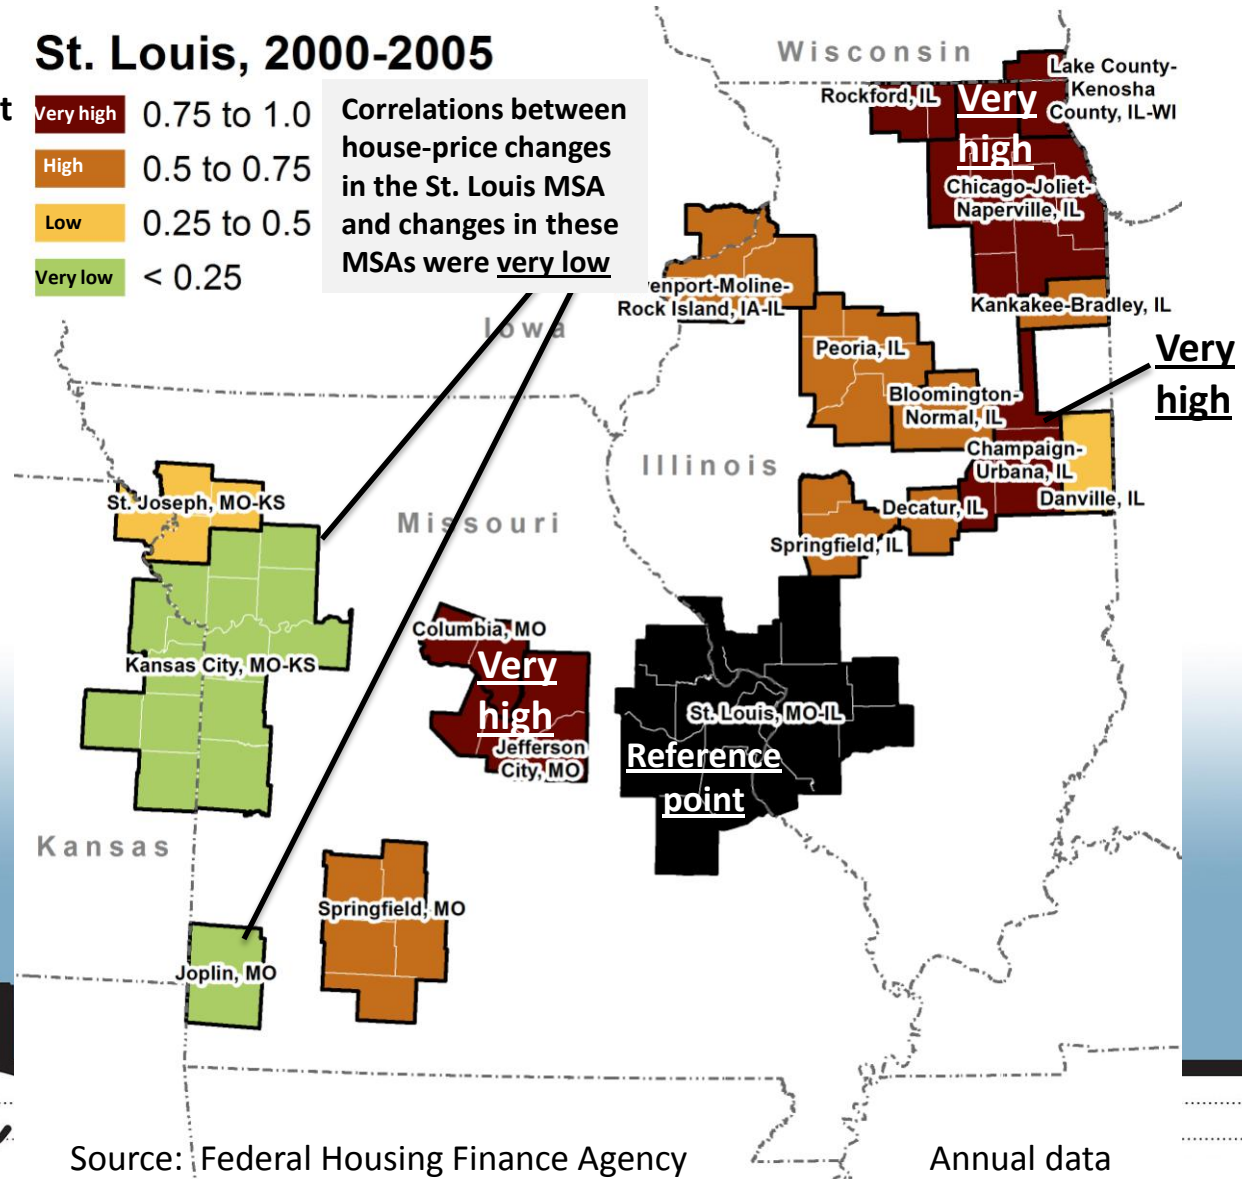 St. Louis, 2000-2005
t
Very high 0.75 to 1.0
High 0.5 to 0.75
Low 0.25 to 0.5
Very low < 0.25
Correlations between
house-price changes
in the St. Louis MSA
and changes in these
MSAs were very low
Wisconsin
Lake County-
Kenosha
County, IL-WI
Rockford, IL
Very
high
Chicago-Joliet-
Naperville, IL
enport-Moline-
Rock Island, IA-IL
Kankakee-Bradley, IL
Iowa
Peoria, IL
Very
high
Bloomington-
Normal, IL
Champaign-
Urbana, IL
Danville, IL
Illinois
St. Joseph, MO-KS
Missouri
Decatur, IL
Springfield, IL
Columbia, MO
Very
high
Jefferson
City, MO
Kansas City, MO-KS
St. Louis, MO-IL
Reference
point
Kansas
Springfield, MO
Joplin, MO
Source: Federal Housing Finance Agency
Annual data